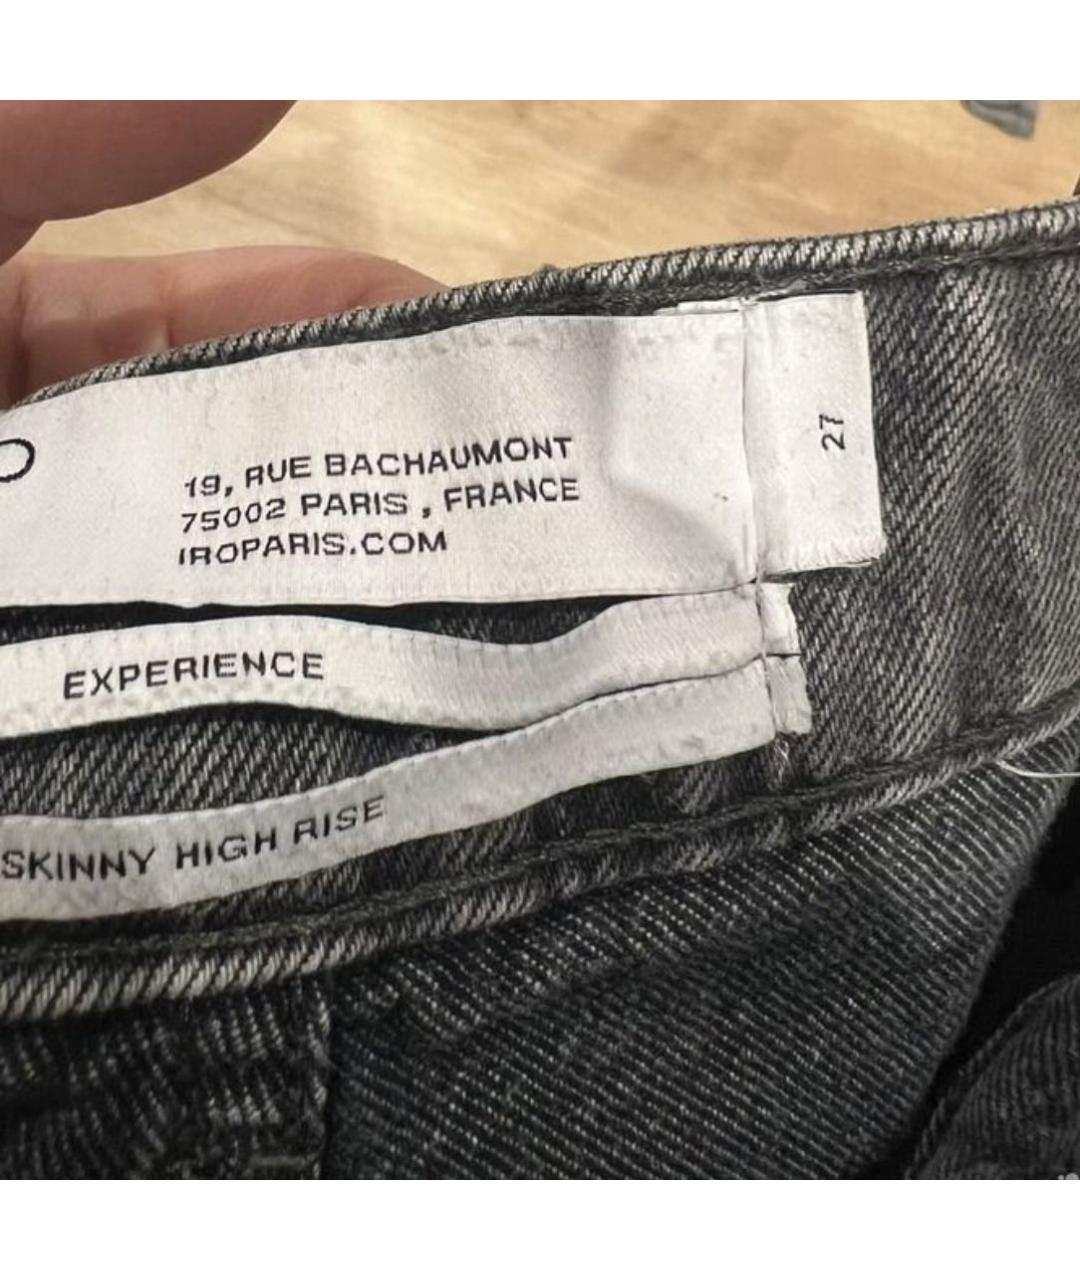 O
19, RUE BACHAUMONT
75002 PARIS , FRANCE
IROPARIS.COM
27
EXPERIENCE
SKINNY HIGH RISE